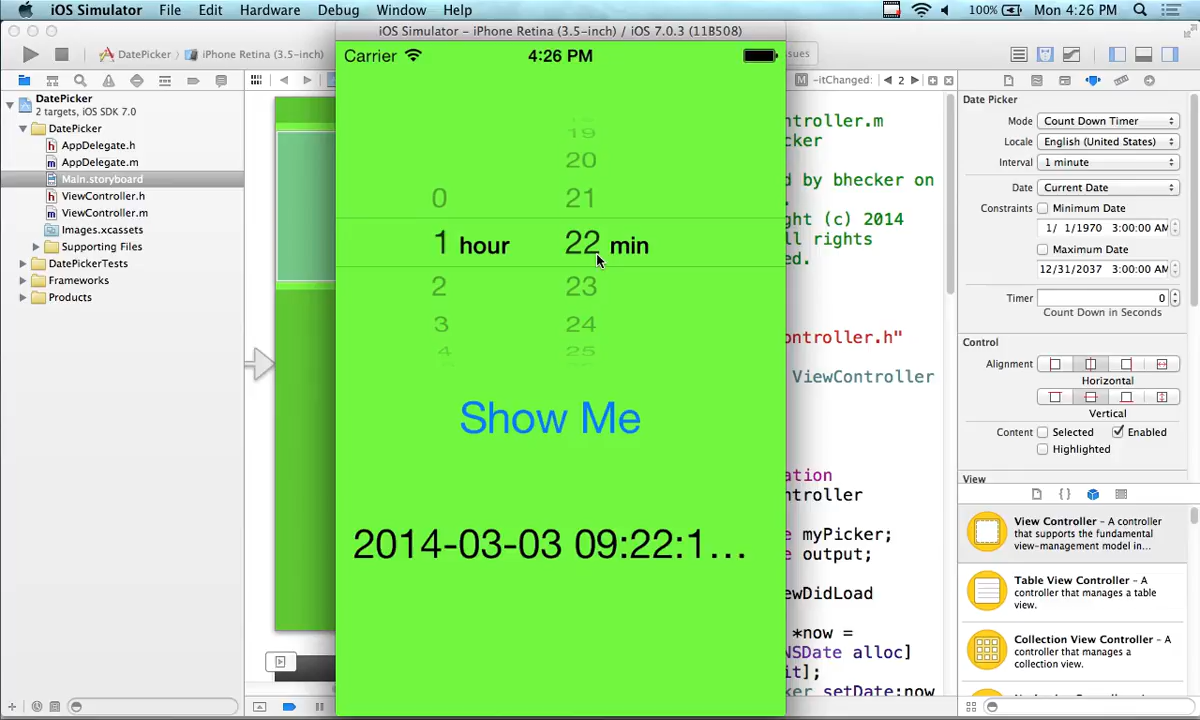 iOS Simulator File Edit Hardware Debug Window Help 100% Mon 4:26 PM
iOS Simulator – iPhone Retina (3.5-inch) / iOS 7.0.3 (11B508)
DatePicker iPhone Retina (3.5-inch)
DatePicker
2 targets, iOS SDK 7.0
DatePicker
AppDelegate.h
AppDelegate.m
Main.storyboard
ViewController.h
ViewController.m
Images.xcassets
Supporting Files
DatePickerTests
Frameworks
Products
Carrier 4:26 PM
19
20
0 21
1 hour 22 min
2 23
3 24
4 25
Show Me
2014-03-03 09:22:1...
ssues
M -itChanged: 2
ontroller.m
cker
d by bhecker on
.
ght (c) 2014
ll rights
ed.
ontroller.h"
ViewController
ation
ntroller
e myPicker;
e output;
ewDidLoad
*now =
NSDate alloc]
it];
ker setDate:now
Date Picker
Mode Count Down Timer
Locale English (United States)
Interval 1 minute
Date Current Date
Constraints Minimum Date
1/ 1/1970 3:00:00 AM
Maximum Date
12/31/2037 3:00:00 AM
Timer 0
Count Down in Seconds
Control
Alignment
Horizontal
Vertical
Content Selected Enabled
Highlighted
View
View Controller – A controller
that supports the fundamental
view-management model in...
Table View Controller – A
controller that manages a table
view.
Collection View Controller – A
controller that manages a
collection view.